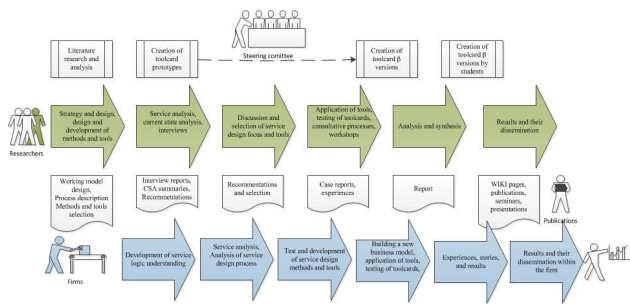 Literature
research and
analysis
Creation of
toolcard
prototypes
Steering comittee
Creation of
toolcard β
versions
Creation of
toolcard β
versions by
students
Researchers
Strategy and design,
design and
development of
methods and tools
Service analysis,
current state analysis,
interviews
Discussion and
selection of service
design focus and tools
Application of tools,
testing of toolcards,
consultative processes,
workshops
Analysis and synthesis
Results and their
dissemination
Working model
design,
Process description
Methods and tools
selection
Interview reports,
CSA summaries,
Recommentations
Recommentations
and selection
Case reports,
experiences
Report
WIKI pages,
publications,
seminars,
presentations
Publications
Firms
Development of service
logic understanding
Service analysis,
Analysis of service
design process
Test and development
of service design
methods and tools
Building a new
business model,
application of tools,
testing of toolcards,
Experiences, stories,
and results
Results and their
dissemination within
the firm